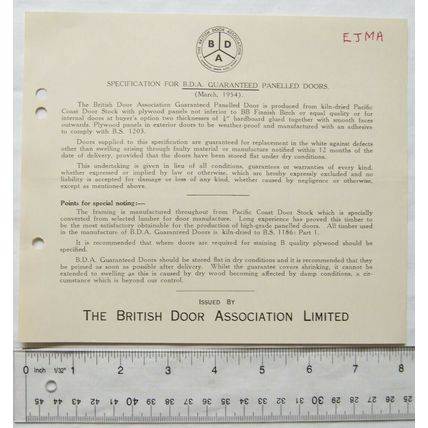 THE BRITISH DOOR ASSOCIATION
B D
A
EJMA
SPECIFICATION FOR B.D.A. GUARANTEED PANELLED DOORS.
(March, 1954).
The British Door Association Guaranteed Panelled Door is produced from kiln-dried Pacific
Coast Door Stock with plywood panels not inferior to BB Finnish Birch or equal quality or for
internal doors at buyer's option two thicknesses of ⅛" hardboard glued together with smooth faces
outwards. Plywood panels in exterior doors to be weather-proof and manufactured with an adhesive
to comply with B.S. 1203.
Doors supplied to this specification are guaranteed for replacement in the white against defects
other than swelling arising through faulty material or manufacture notified within 12 months of the
date of delivery, provided that the doors have been stored flat under dry conditions.
This undertaking is given in lieu of all conditions, guarantees or warranties of every kind,
whether expressed or implied by law or otherwise, which are hereby expressly excluded and no
liability is accepted for damage or loss of any kind, whether caused by negligence or otherwise,
except as mentioned above.
Points for special noting:—
The framing is manufactured throughout from Pacific Coast Door Stock which is specially
converted from selected lumber for door manufacture. Long experience has proved this timber to
be the most satisfactory obtainable for the production of high-grade panelled doors. All timber used
in the manufacture of B.D.A. Guaranteed Doors is kiln-dried to B.S. 1186: Part 1.
It is recommended that where doors are required for staining B quality plywood should be
specified.
B.D.A. Guaranteed Doors should be stored flat in dry conditions and it is recommended that they
be primed as soon as possible after delivery. Whilst the guarantee covers shrinking, it cannot be
extended to swelling as this is caused by dry wood becoming affected by damp conditions, a cir-
cumstance which is beyond our control.
ISSUED BY
THE BRITISH DOOR ASSOCIATION LIMITED
0 inch 1/32" 1 2 3 4 5 6 7 8
45 44 43 42 41 40 39 38 37 36 35 34 33 32 31 30 29 28 27 26 25